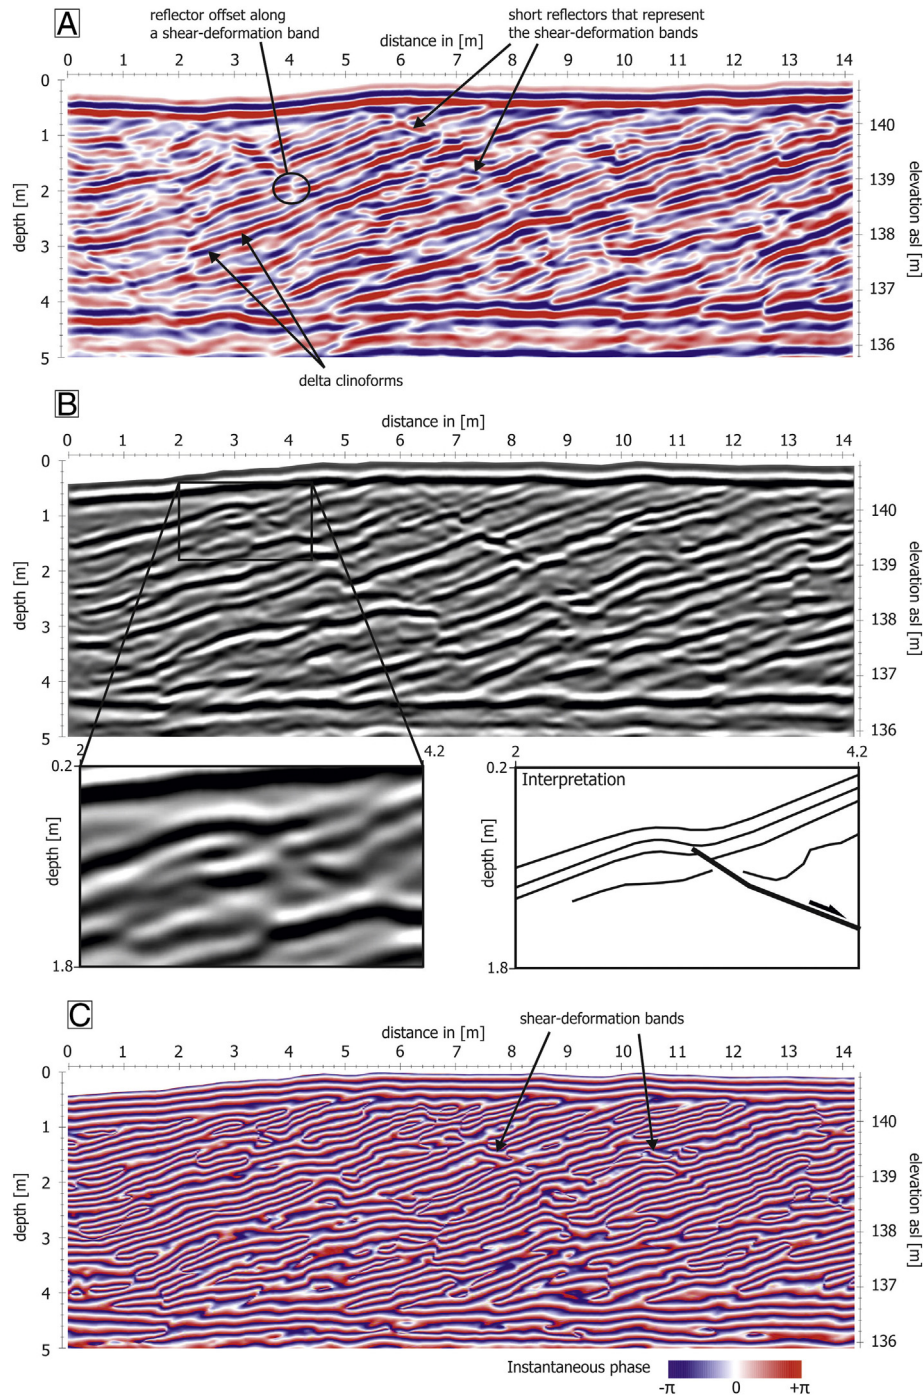 A
reflector offset along
a shear-deformation band
short reflectors that represent
the shear-deformation bands
distance in [m]
0 1 2 3 4 5 6 7 8 9 10 11 12 13 14
0
1
2
3
4
5
depth [m]
140
139
138
137
136
elevation asl [m]
delta clinoforms
B
distance in [m]
0 1 2 3 4 5 6 7 8 9 10 11 12 13 14
0
1
2
3
4
5
depth [m]
140
139
138
137
136
elevation asl [m]
2 4.2
0.2
depth [m]
1.8
2 4.2
0.2
Interpretation
depth [m]
1.8
C
shear-deformation bands
distance in [m]
0 1 2 3 4 5 6 7 8 9 10 11 12 13 14
0
1
2
3
4
5
depth [m]
140
139
138
137
136
elevation asl [m]
Instantaneous phase
-π 0 +π